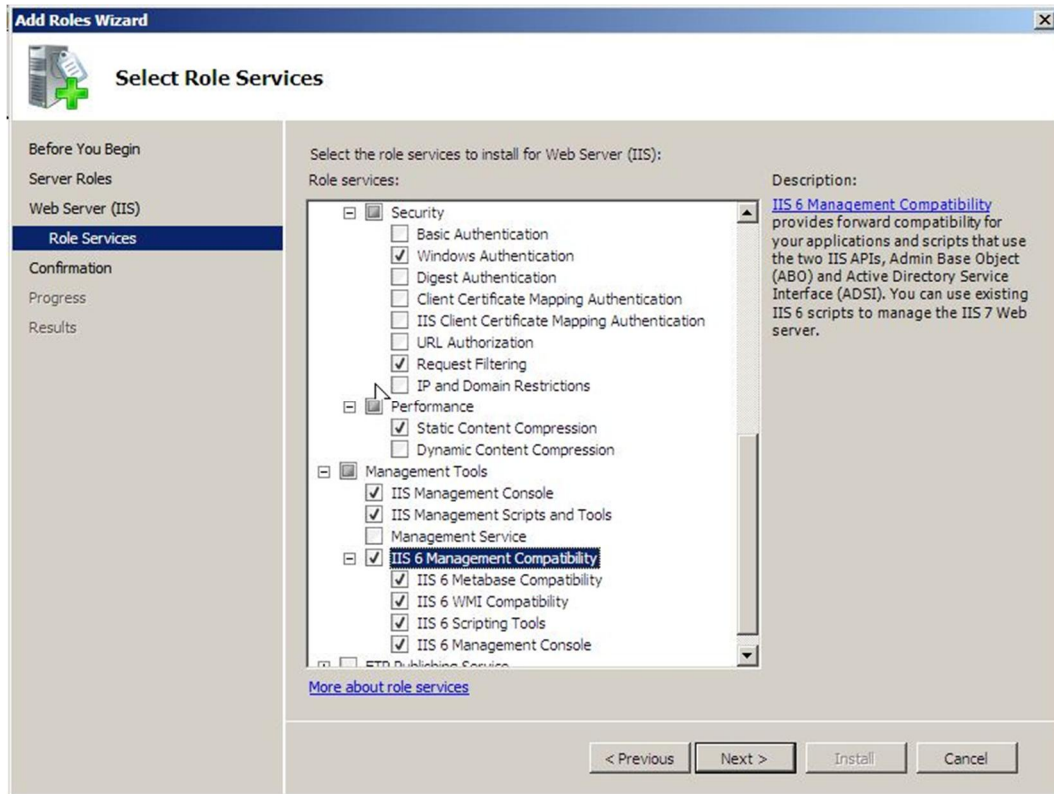 Add Roles Wizard
Select Role Services
Before You Begin
Server Roles
Web Server (IIS)
Role Services
Confirmation
Progress
Results
Select the role services to install for Web Server (IIS):
Role services:
Security
Basic Authentication
Windows Authentication
Digest Authentication
Client Certificate Mapping Authentication
IIS Client Certificate Mapping Authentication
URL Authorization
Request Filtering
IP and Domain Restrictions
Performance
Static Content Compression
Dynamic Content Compression
Management Tools
IIS Management Console
IIS Management Scripts and Tools
Management Service
IIS 6 Management Compatibility
IIS 6 Metabase Compatibility
IIS 6 WMI Compatibility
IIS 6 Scripting Tools
IIS 6 Management Console
FTP Publishing Service
More about role services
Description:
IIS 6 Management Compatibility
provides forward compatibility for
your applications and scripts that use
the two IIS APIs, Admin Base Object
(ABO) and Active Directory Service
Interface (ADSI). You can use existing
IIS 6 scripts to manage the IIS 7 Web
server.
< Previous
Next >
Install
Cancel